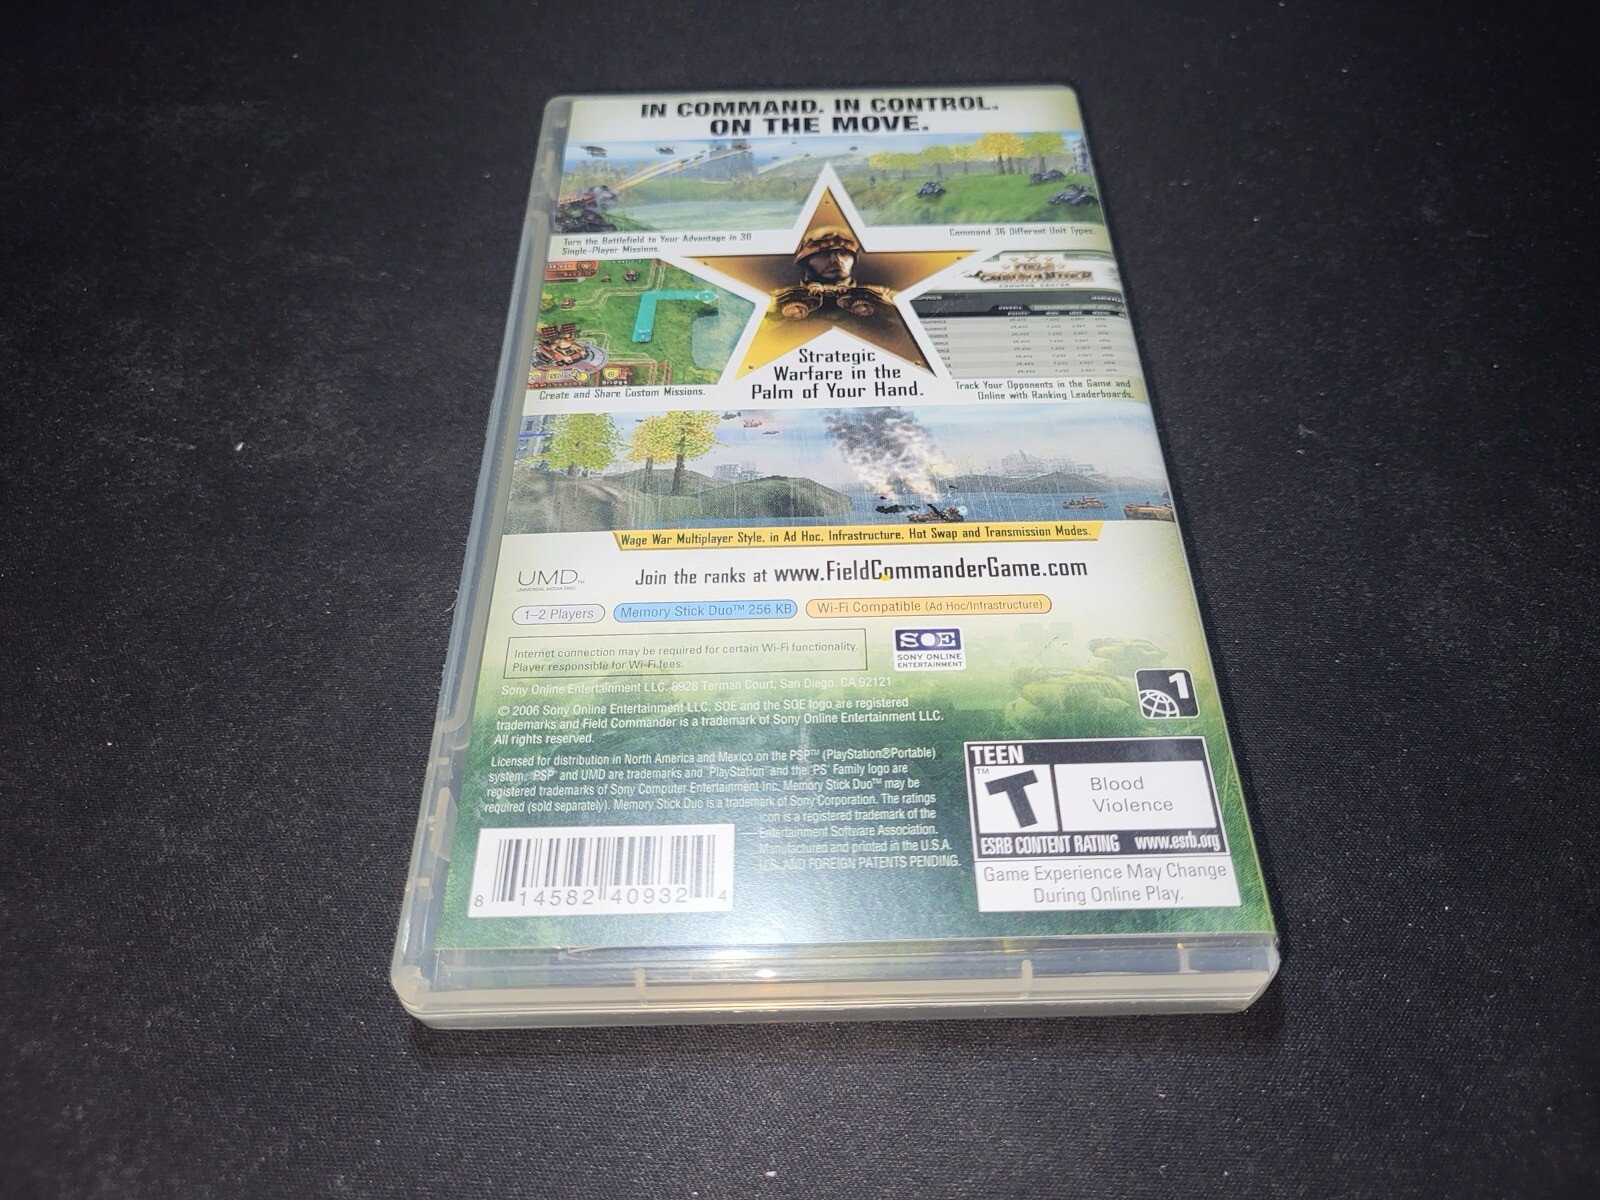 IN COMMAND. IN CONTROL.
ON THE MOVE.
Turn the Battlefield to Your Advantage in 3D
Single-Player Missions.
Command 36 Different Unit Types.
FIELD
COMMANDER
COMMAND CENTER
Bridge
Strategic
Warfare in the
Palm of Your Hand.
Create and Share Custom Missions.
Track Your Opponents in the Game and
Online with Ranking Leaderboards.
Wage War Multiplayer Style, in Ad Hoc, Infrastructure, Hot Swap and Transmission Modes.
UMD™
UNIVERSAL MEDIA DISC
Join the ranks at www.FieldCommanderGame.com
1–2 Players
Memory Stick Duo™ 256 KB
Wi-Fi Compatible (Ad Hoc/Infrastructure)
Internet connection may be required for certain Wi-Fi functionality.
Player responsible for Wi-Fi fees.
SOE
SONY ONLINE
ENTERTAINMENT
Sony Online Entertainment LLC. 8928 Terman Court, San Diego, CA 92121
© 2006 Sony Online Entertainment LLC. SOE and the SOE logo are registered
trademarks and Field Commander is a trademark of Sony Online Entertainment LLC.
All rights reserved.
1
Licensed for distribution in North America and Mexico on the PSP™ (PlayStation®Portable)
system. "PSP" and UMD are trademarks and "PlayStation" and the "PS" Family logo are
registered trademarks of Sony Computer Entertainment Inc. Memory Stick Duo™ may be
required (sold separately). Memory Stick Duo is a trademark of Sony Corporation. The ratings
icon is a registered trademark of the
Entertainment Software Association.
Manufactured and printed in the U.S.A.
U.S. AND FOREIGN PATENTS PENDING.
8 14582 40932 4
TEEN
T™
Blood
Violence
ESRB CONTENT RATING www.esrb.org
Game Experience May Change
During Online Play.